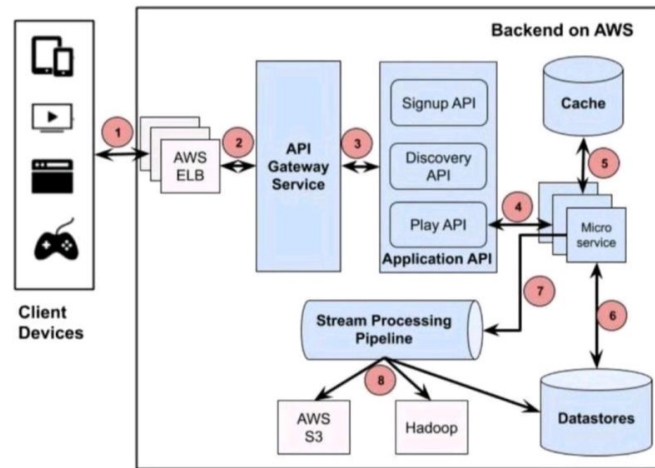 Backend on AWS
Client
Devices
1
AWS
ELB
2
API
Gateway
Service
3
Signup API
Discovery
API
Play API
Application API
4
Cache
5
Micro
service
6
7
Stream Processing
Pipeline
8
AWS
S3
Hadoop
Datastores